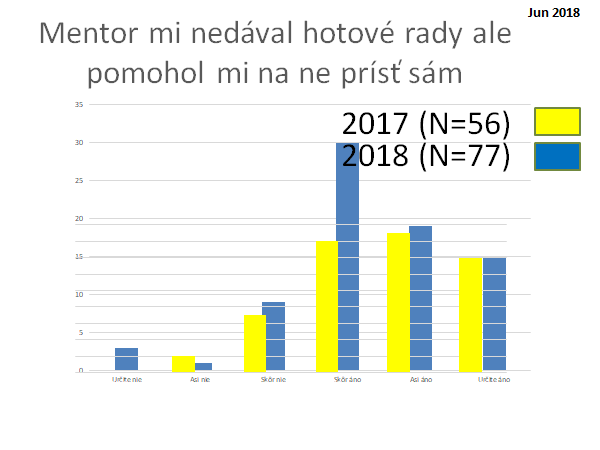 Jun 2018
Mentor mi nedával hotové rady ale
pomohol mi na ne prísť sám
35
2017 (N=56)
30
2018 (N=77)
25
20
15
10
5
0
Určite nie
Asi nie
Skôr nie
Skôr áno
Asi áno
Určite áno